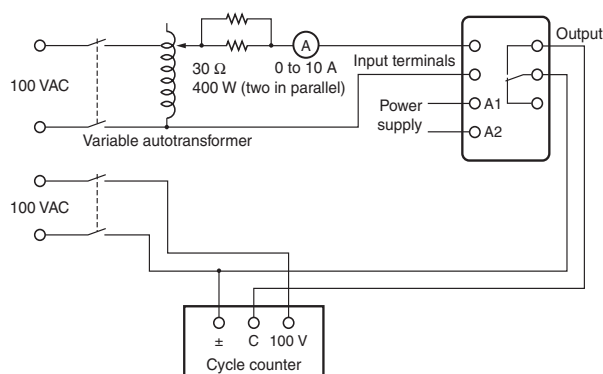 Output
A
Input terminals
30 Ω
0 to 10 A
400 W (two in parallel)
100 VAC
Power
supply
A1
A2
Variable autotransformer
100 VAC
± C 100 V
Cycle counter